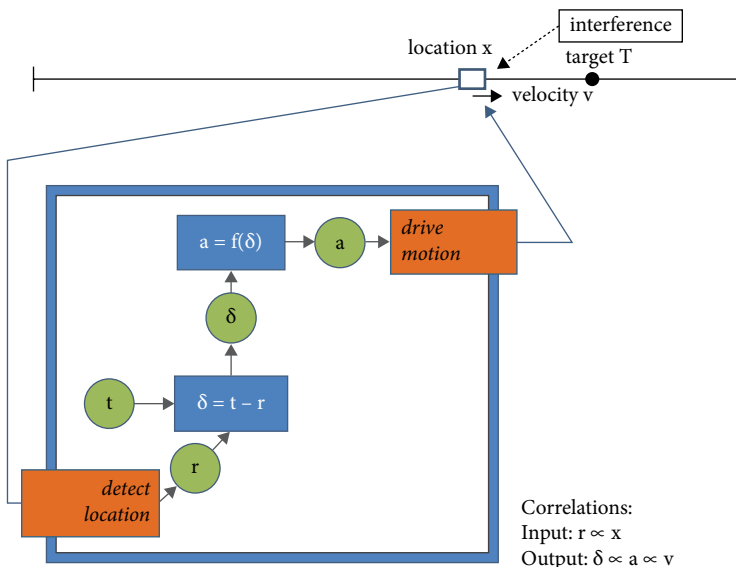 interference
location x
target T
velocity v
a = f(δ)
a
drive
motion
δ
t
δ = t – r
r
detect
location
Correlations:
Input: r ∝ x
Output: δ ∝ a ∝ v